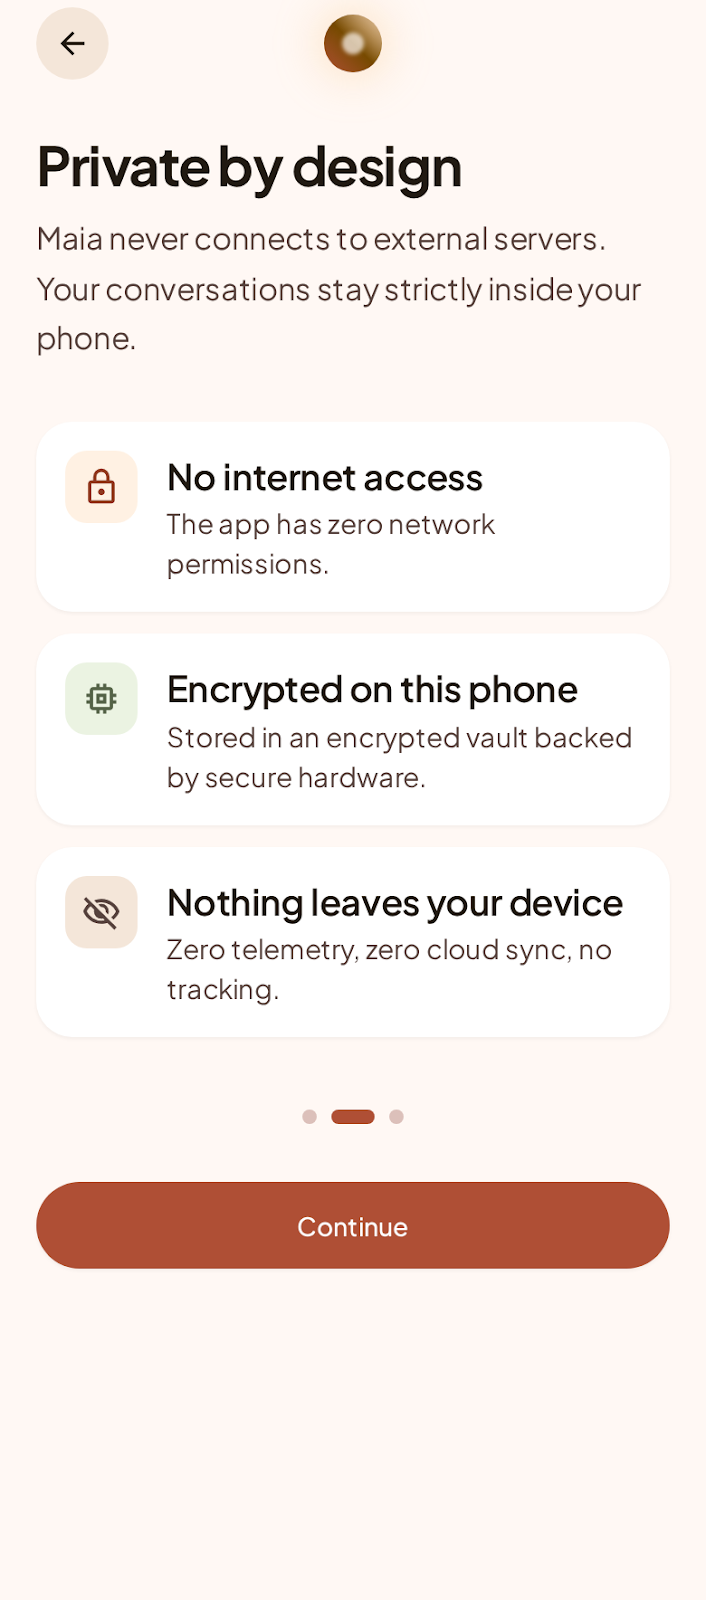 Private by design
Maia never connects to external servers.
Your conversations stay strictly inside your
phone.
No internet access
The app has zero network
permissions.
Encrypted on this phone
Stored in an encrypted vault backed
by secure hardware.
Nothing leaves your device
Zero telemetry, zero cloud sync, no
tracking.
Continue